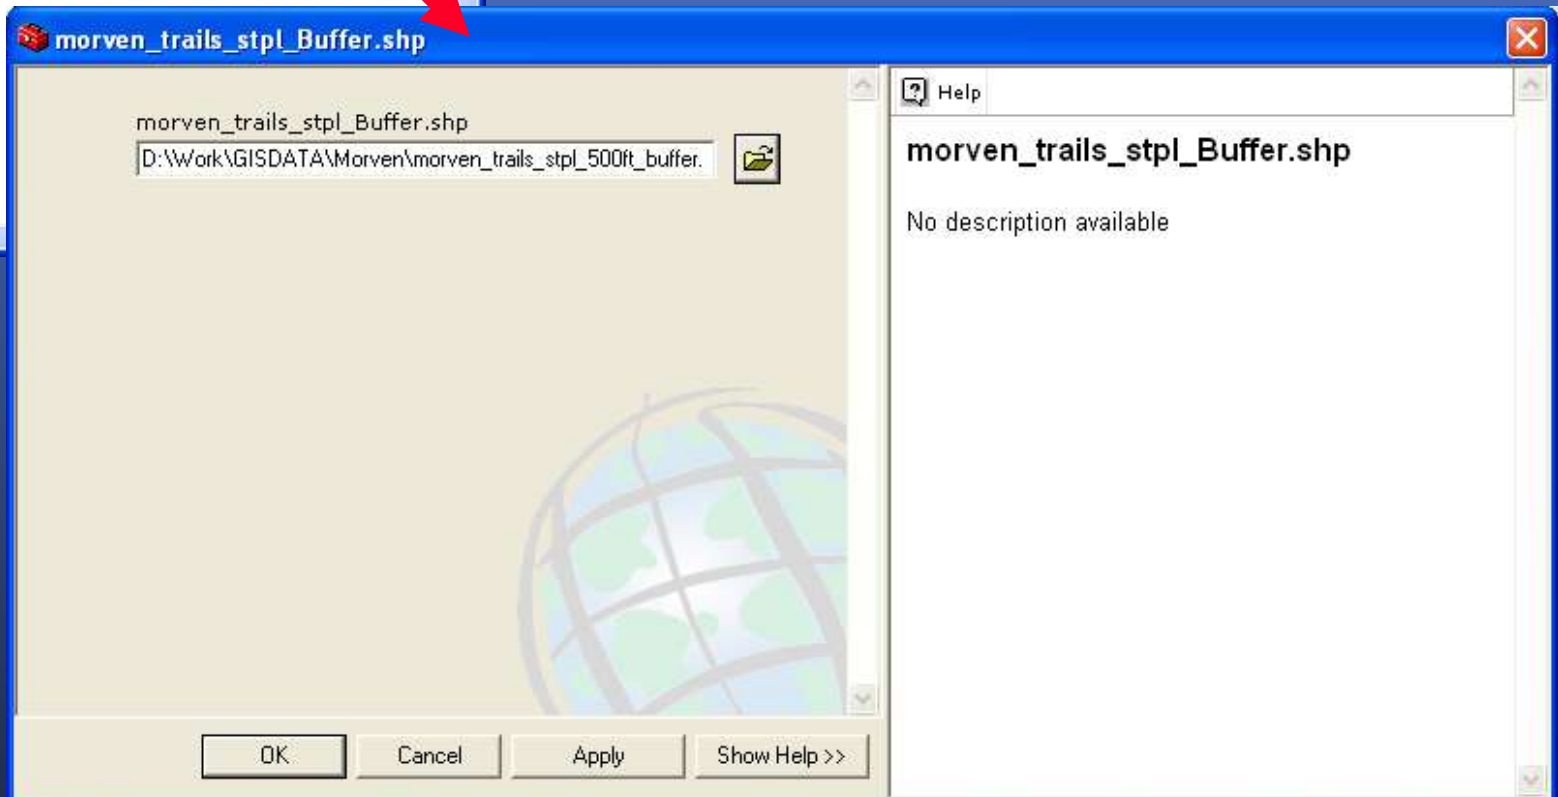 morven_trails_stpl_Buffer.shp
morven_trails_stpl_Buffer.shp
D:\Work\GISDATA\Morven\morven_trails_stpl_500ft_buffer.
OK
Cancel
Apply
Show Help >>
Help
morven_trails_stpl_Buffer.shp
No description available